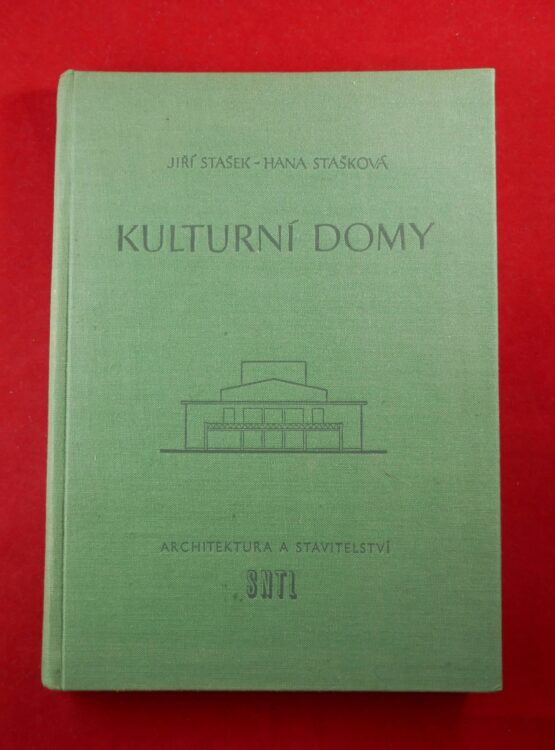 JIŘÍ STAŠEK - HANA STAŠKOVÁ
KULTURNÍ DOMY
ARCHITEKTURA A STAVITELSTVÍ
SNTL